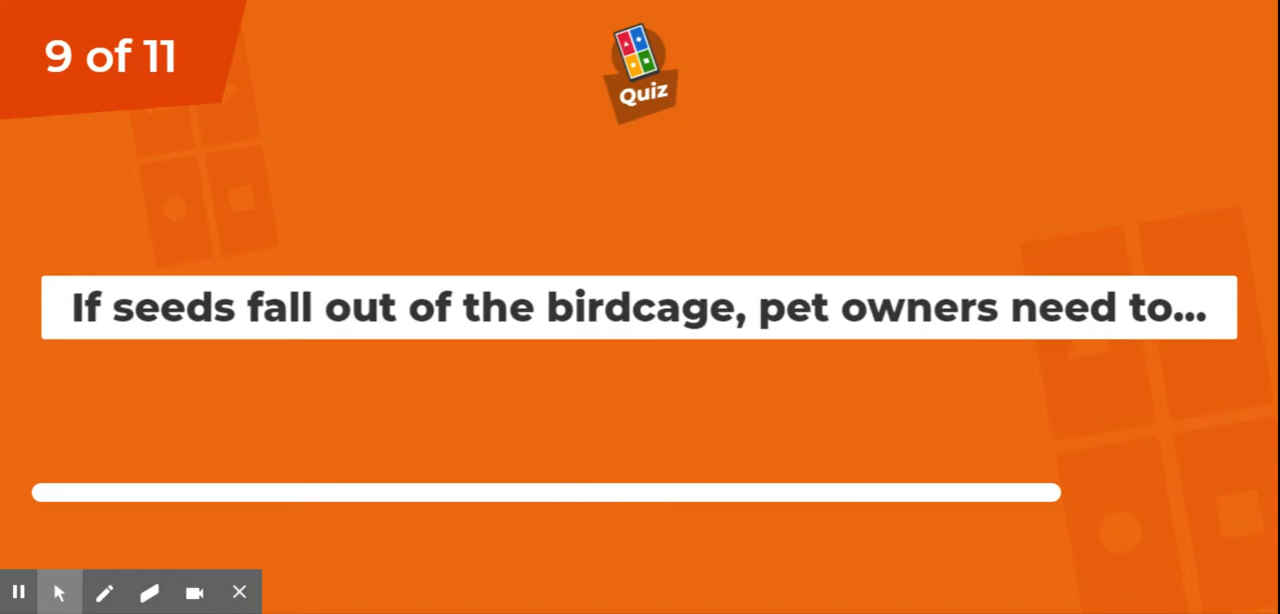 9 of 11
Quiz
If seeds fall out of the birdcage, pet owners need to...